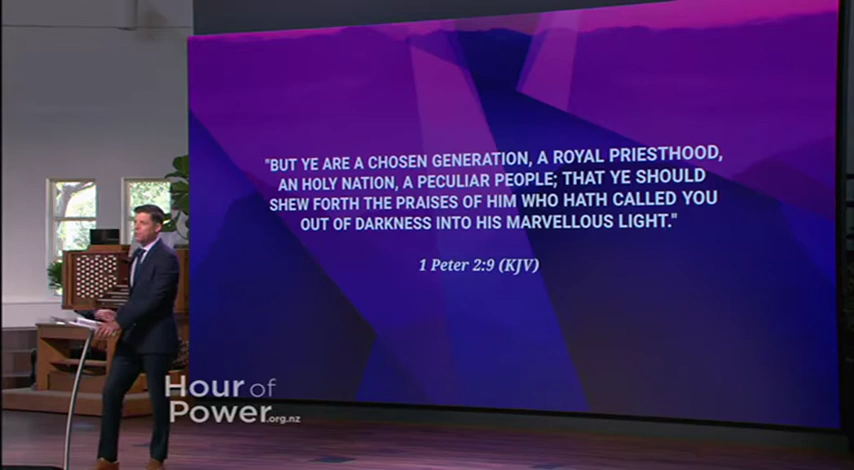 "BUT YE ARE A CHOSEN GENERATION, A ROYAL PRIESTHOOD,
AN HOLY NATION, A PECULIAR PEOPLE; THAT YE SHOULD
SHEW FORTH THE PRAISES OF HIM WHO HATH CALLED YOU
OUT OF DARKNESS INTO HIS MARVELLOUS LIGHT."
1 Peter 2:9 (KJV)
Hour of
Power.org.nz